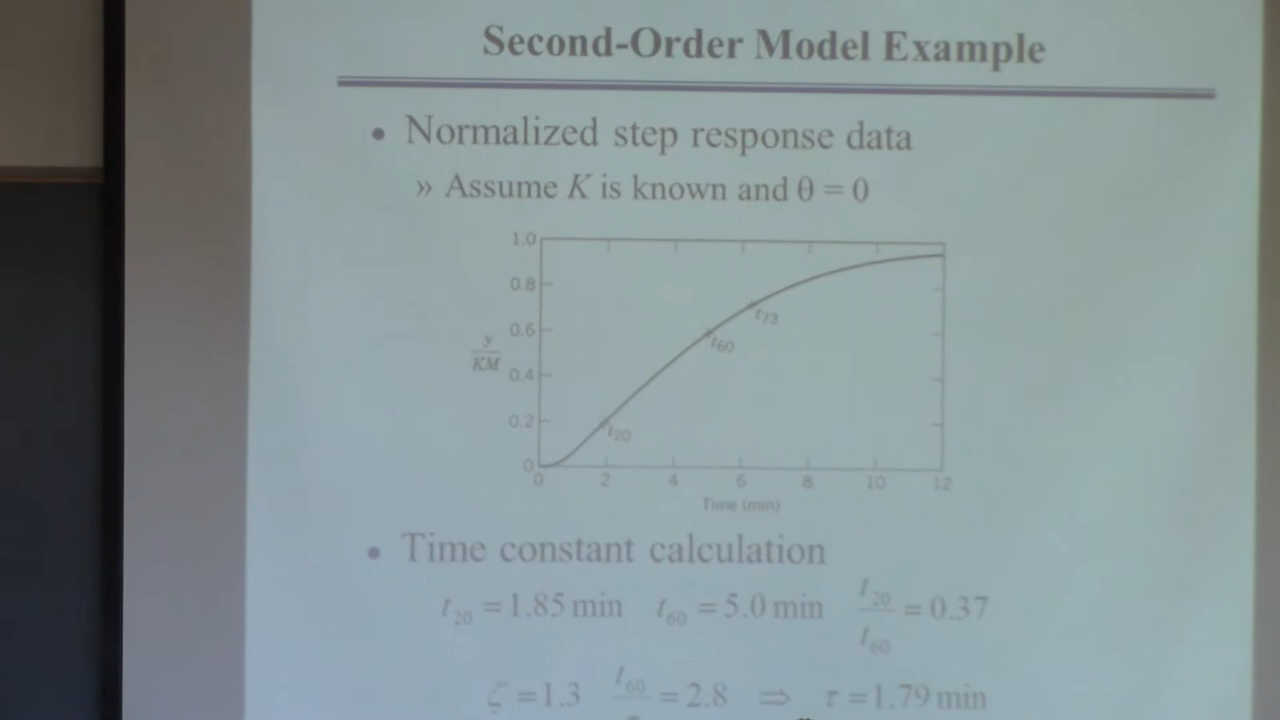 Second-Order Model Example
• Normalized step response data
» Assume K is known and θ = 0
1.0
0.8
0.6
0.4
0.2
0
y
KM
t73
t60
t20
0 2 4 6 8 10 12
Time (min)
• Time constant calculation
t20 = 1.85 min t60 = 5.0 min t20/t60 = 0.37
ζ = 1.3 t60 = 2.8 ⇒ τ = 1.79 min